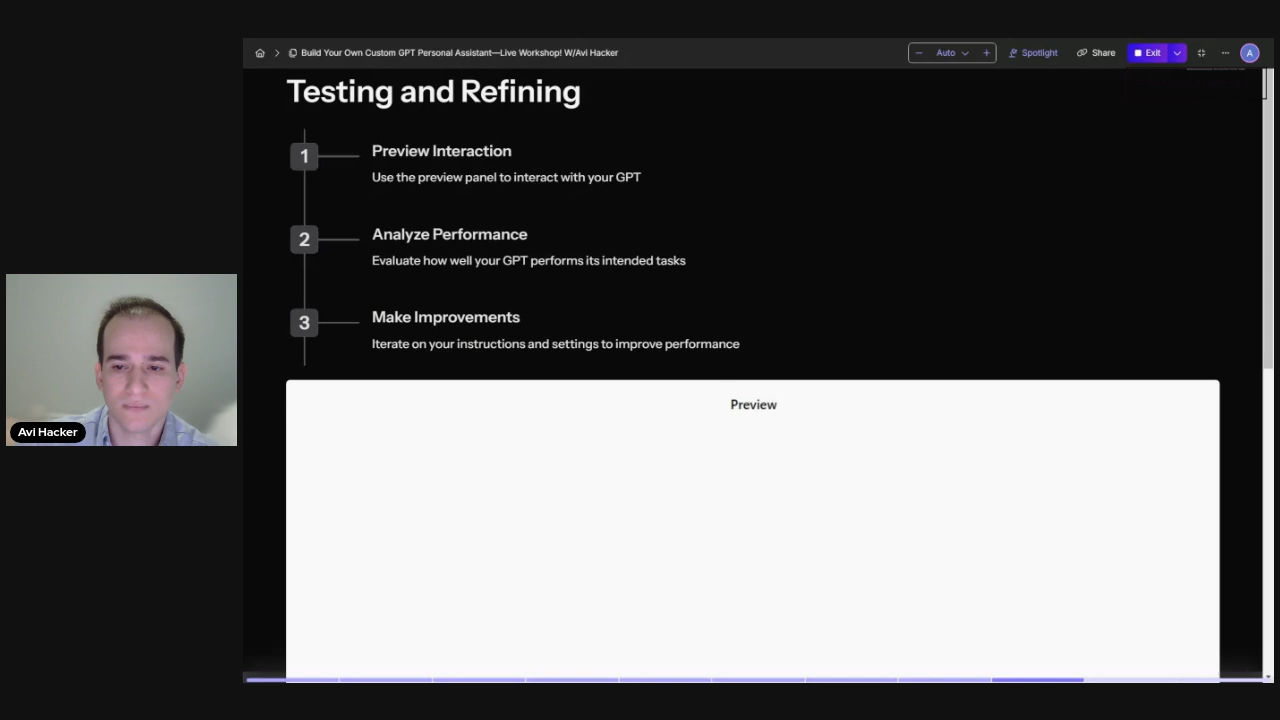 Build Your Own Custom GPT Personal Assistant—Live Workshop! W/Avi Hacker
Auto
Spotlight
Share
Exit
A
Testing and Refining
1
Preview Interaction
Use the preview panel to interact with your GPT
2
Analyze Performance
Evaluate how well your GPT performs its intended tasks
3
Make Improvements
Iterate on your instructions and settings to improve performance
Preview
Avi Hacker